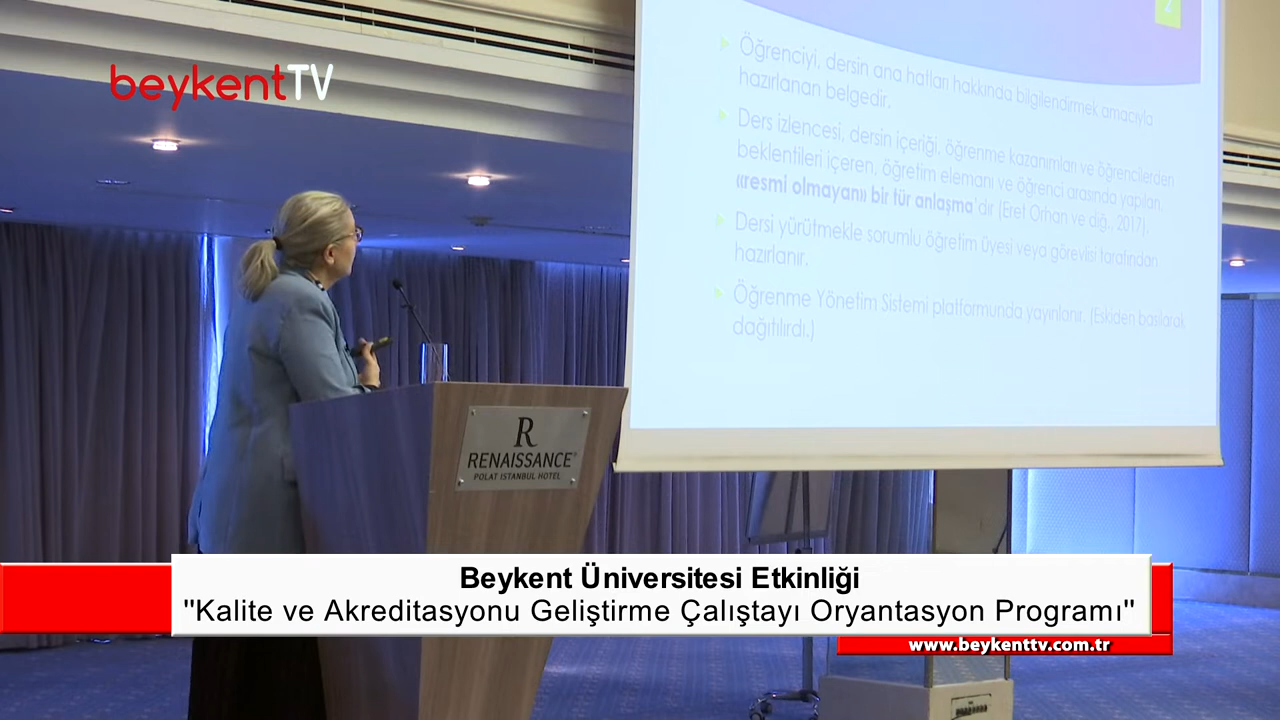 beykentTV
2
Öğrenciyi, dersin ana hatları hakkında bilgilendirmek amacıyla
hazırlanan belgedir.
Ders izlencesi, dersin içeriği, öğrenme kazanımları ve öğrencilerden
beklentileri içeren, öğretim elemanı ve öğrenci arasında yapılan,
«resmi olmayan» bir tür anlaşma'dır (Eret Orhan ve diğ., 2017).
Dersi yürütmekle sorumlu öğretim üyesi veya görevlisi tarafından
hazırlanır.
Öğrenme Yönetim Sistemi platformunda yayınlanır. (Eskiden basılarak
dağıtılırdı.)
R
RENAISSANCE
POLAT ISTANBUL HOTEL
Beykent Üniversitesi Etkinliği
"Kalite ve Akreditasyonu Geliştirme Çalıştayı Oryantasyon Programı"
www.beykenttv.com.tr